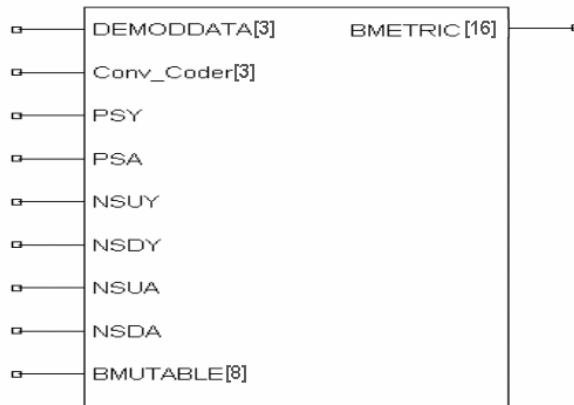 DEMODDATA[3] BMETRIC[16]
Conv_Coder[3]
PSY
PSA
NSUY
NSDY
NSUA
NSDA
BMUTABLE[8]